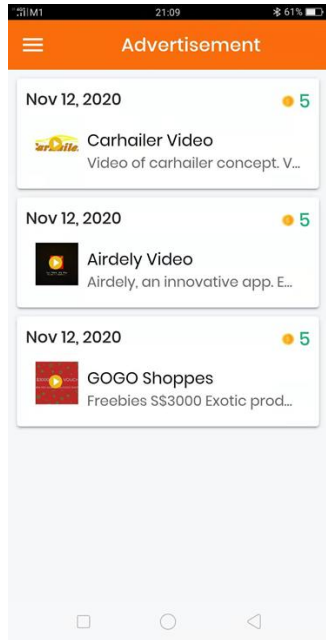 M1 21:09 61%
Advertisement
Nov 12, 2020 5
Carhailer Video
Video of carhailer concept. V...
Nov 12, 2020 5
Airdely Video
Airdely, an innovative app. E...
Nov 12, 2020 5
GOGO Shoppes
Freebies S$3000 Exotic prod...